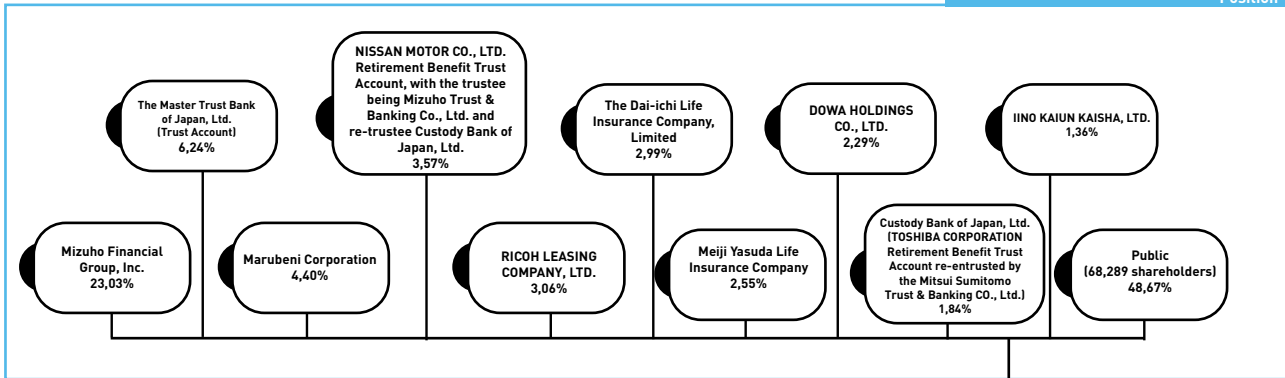 Position
The Master Trust Bank
of Japan, Ltd.
(Trust Account)
6,24%
NISSAN MOTOR CO., LTD.
Retirement Benefit Trust
Account, with the trustee
being Mizuho Trust &
Banking Co., Ltd. and
re-trustee Custody Bank of
Japan, Ltd.
3,57%
The Dai-ichi Life
Insurance Company,
Limited
2,99%
DOWA HOLDINGS
CO., LTD.
2,29%
IINO KAIUN KAISHA, LTD.
1,36%
Mizuho Financial
Group, Inc.
23,03%
Marubeni Corporation
4,40%
RICOH LEASING
COMPANY, LTD.
3,06%
Meiji Yasuda Life
Insurance Company
2,55%
Custody Bank of Japan, Ltd.
(TOSHIBA CORPORATION
Retirement Benefit Trust
Account re-entrusted by
the Mitsui Sumitomo
Trust & Banking CO., Ltd.)
1,84%
Public
(68,289 shareholders)
48,67%